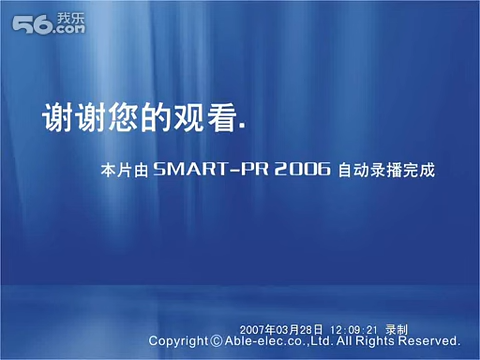 56 我乐
.com
谢谢您的观看.
本片由 SMART-PR 2006 自动录播完成
2007年03月28日 12:09:21 录制
Copyright © Able-elec.co.,Ltd. All Rights Reserved.